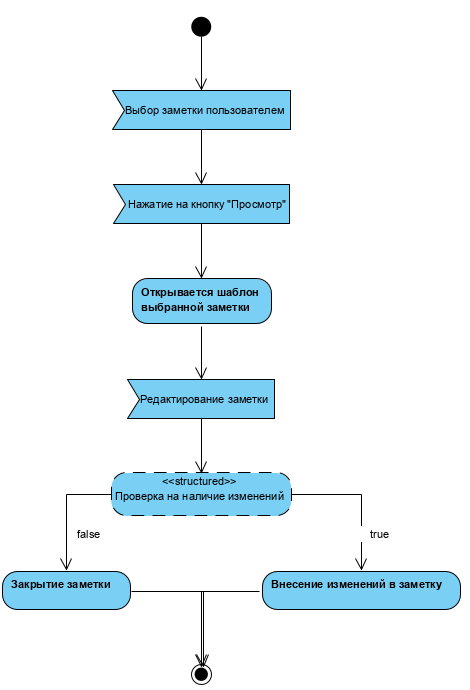 Выбор заметки пользователем
Нажатие на кнопку "Просмотр"
Открывается шаблон
выбранной заметки
Редактирование заметки
<<structured>>
Проверка на наличие изменений
false
true
Закрытие заметки
Внесение изменений в заметку